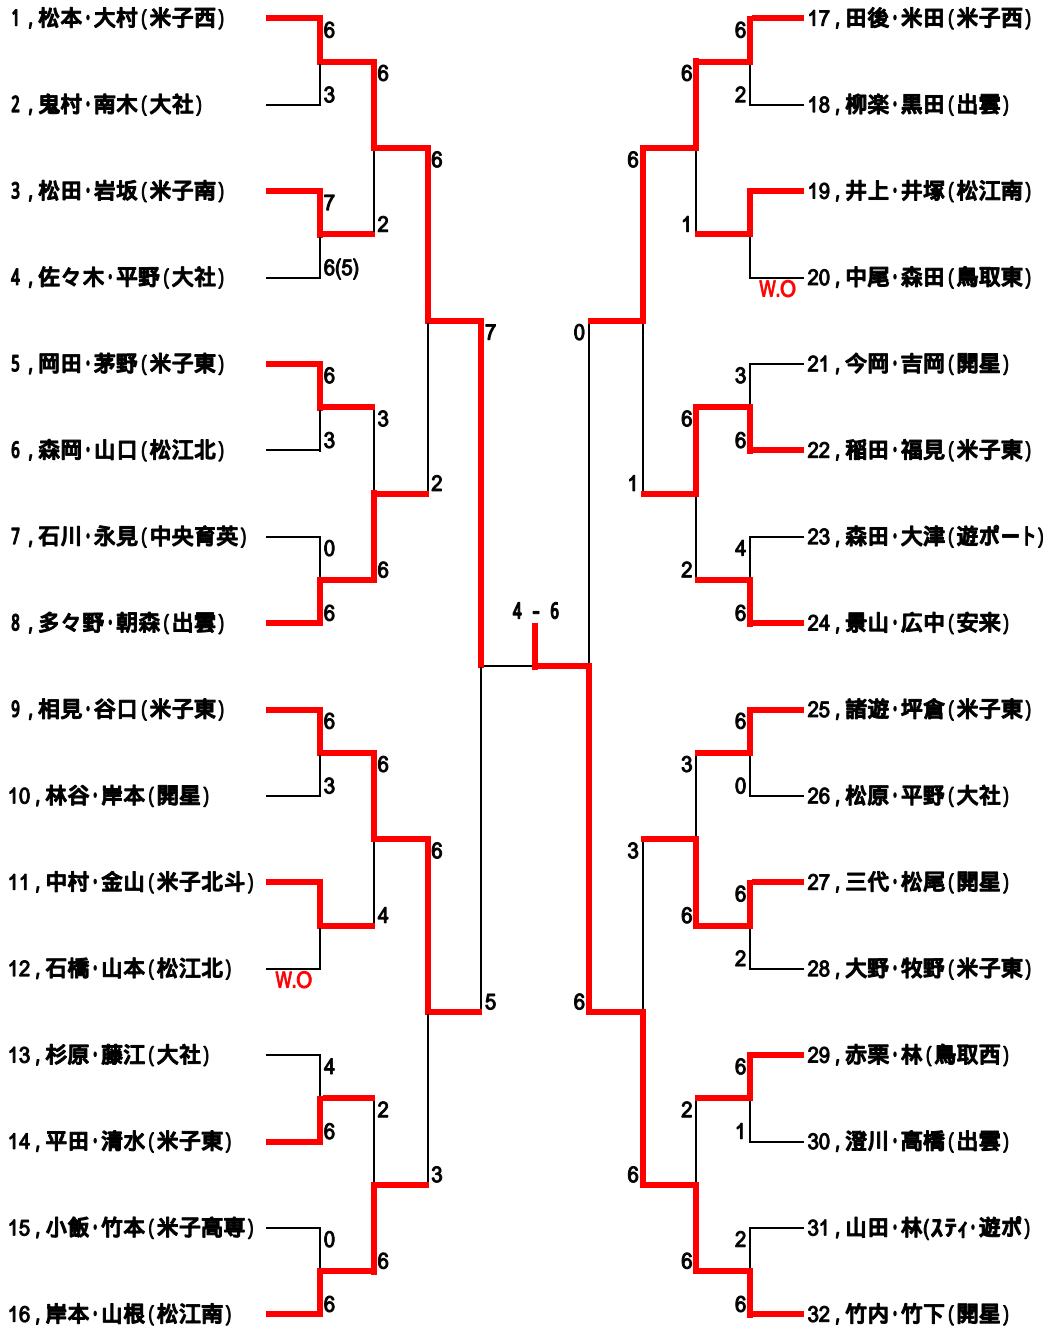 1,松本・大村(米子西)
6
6
3
2,鬼村・南木(大社)
6
3,松田・岩坂(米子南)
7
2
6(5)
4,佐々木・平野(大社)
7
5,岡田・茅野(米子東)
6
3
3
6,森岡・山口(松江北)
2
7,石川・永見(中央育英)
0
6
6
8,多々野・朝森(出雲)
4 - 6
9,相見・谷口(米子東)
6
6
3
10,林谷・岸本(開星)
6
11,中村・金山(米子北斗)
4
12,石橋・山本(松江北)
W.O
5
13,杉原・藤江(大社)
4
2
6
14,平田・清水(米子東)
3
15,小飯・竹本(米子高専)
0
6
6
16,岸本・山根(松江南)
17,田後・米田(米子西)
6
6
2
18,柳楽・黒田(出雲)
6
19,井上・井塚(松江南)
1
20,中尾・森田(鳥取東)
W.O
0
21,今岡・吉岡(開星)
3
6
6
22,稲田・福見(米子東)
1
23,森田・大津(遊ポート)
4
2
6
24,景山・広中(安来)
25,諸遊・坪倉(米子東)
6
3
0
26,松原・平野(大社)
3
27,三代・松尾(開星)
6
6
2
28,大野・牧野(米子東)
6
29,赤栗・林(鳥取西)
6
2
1
30,澄川・高橋(出雲)
6
31,山田・林(ｽﾃｨ・遊ポ)
2
6
6
32,竹内・竹下(開星)